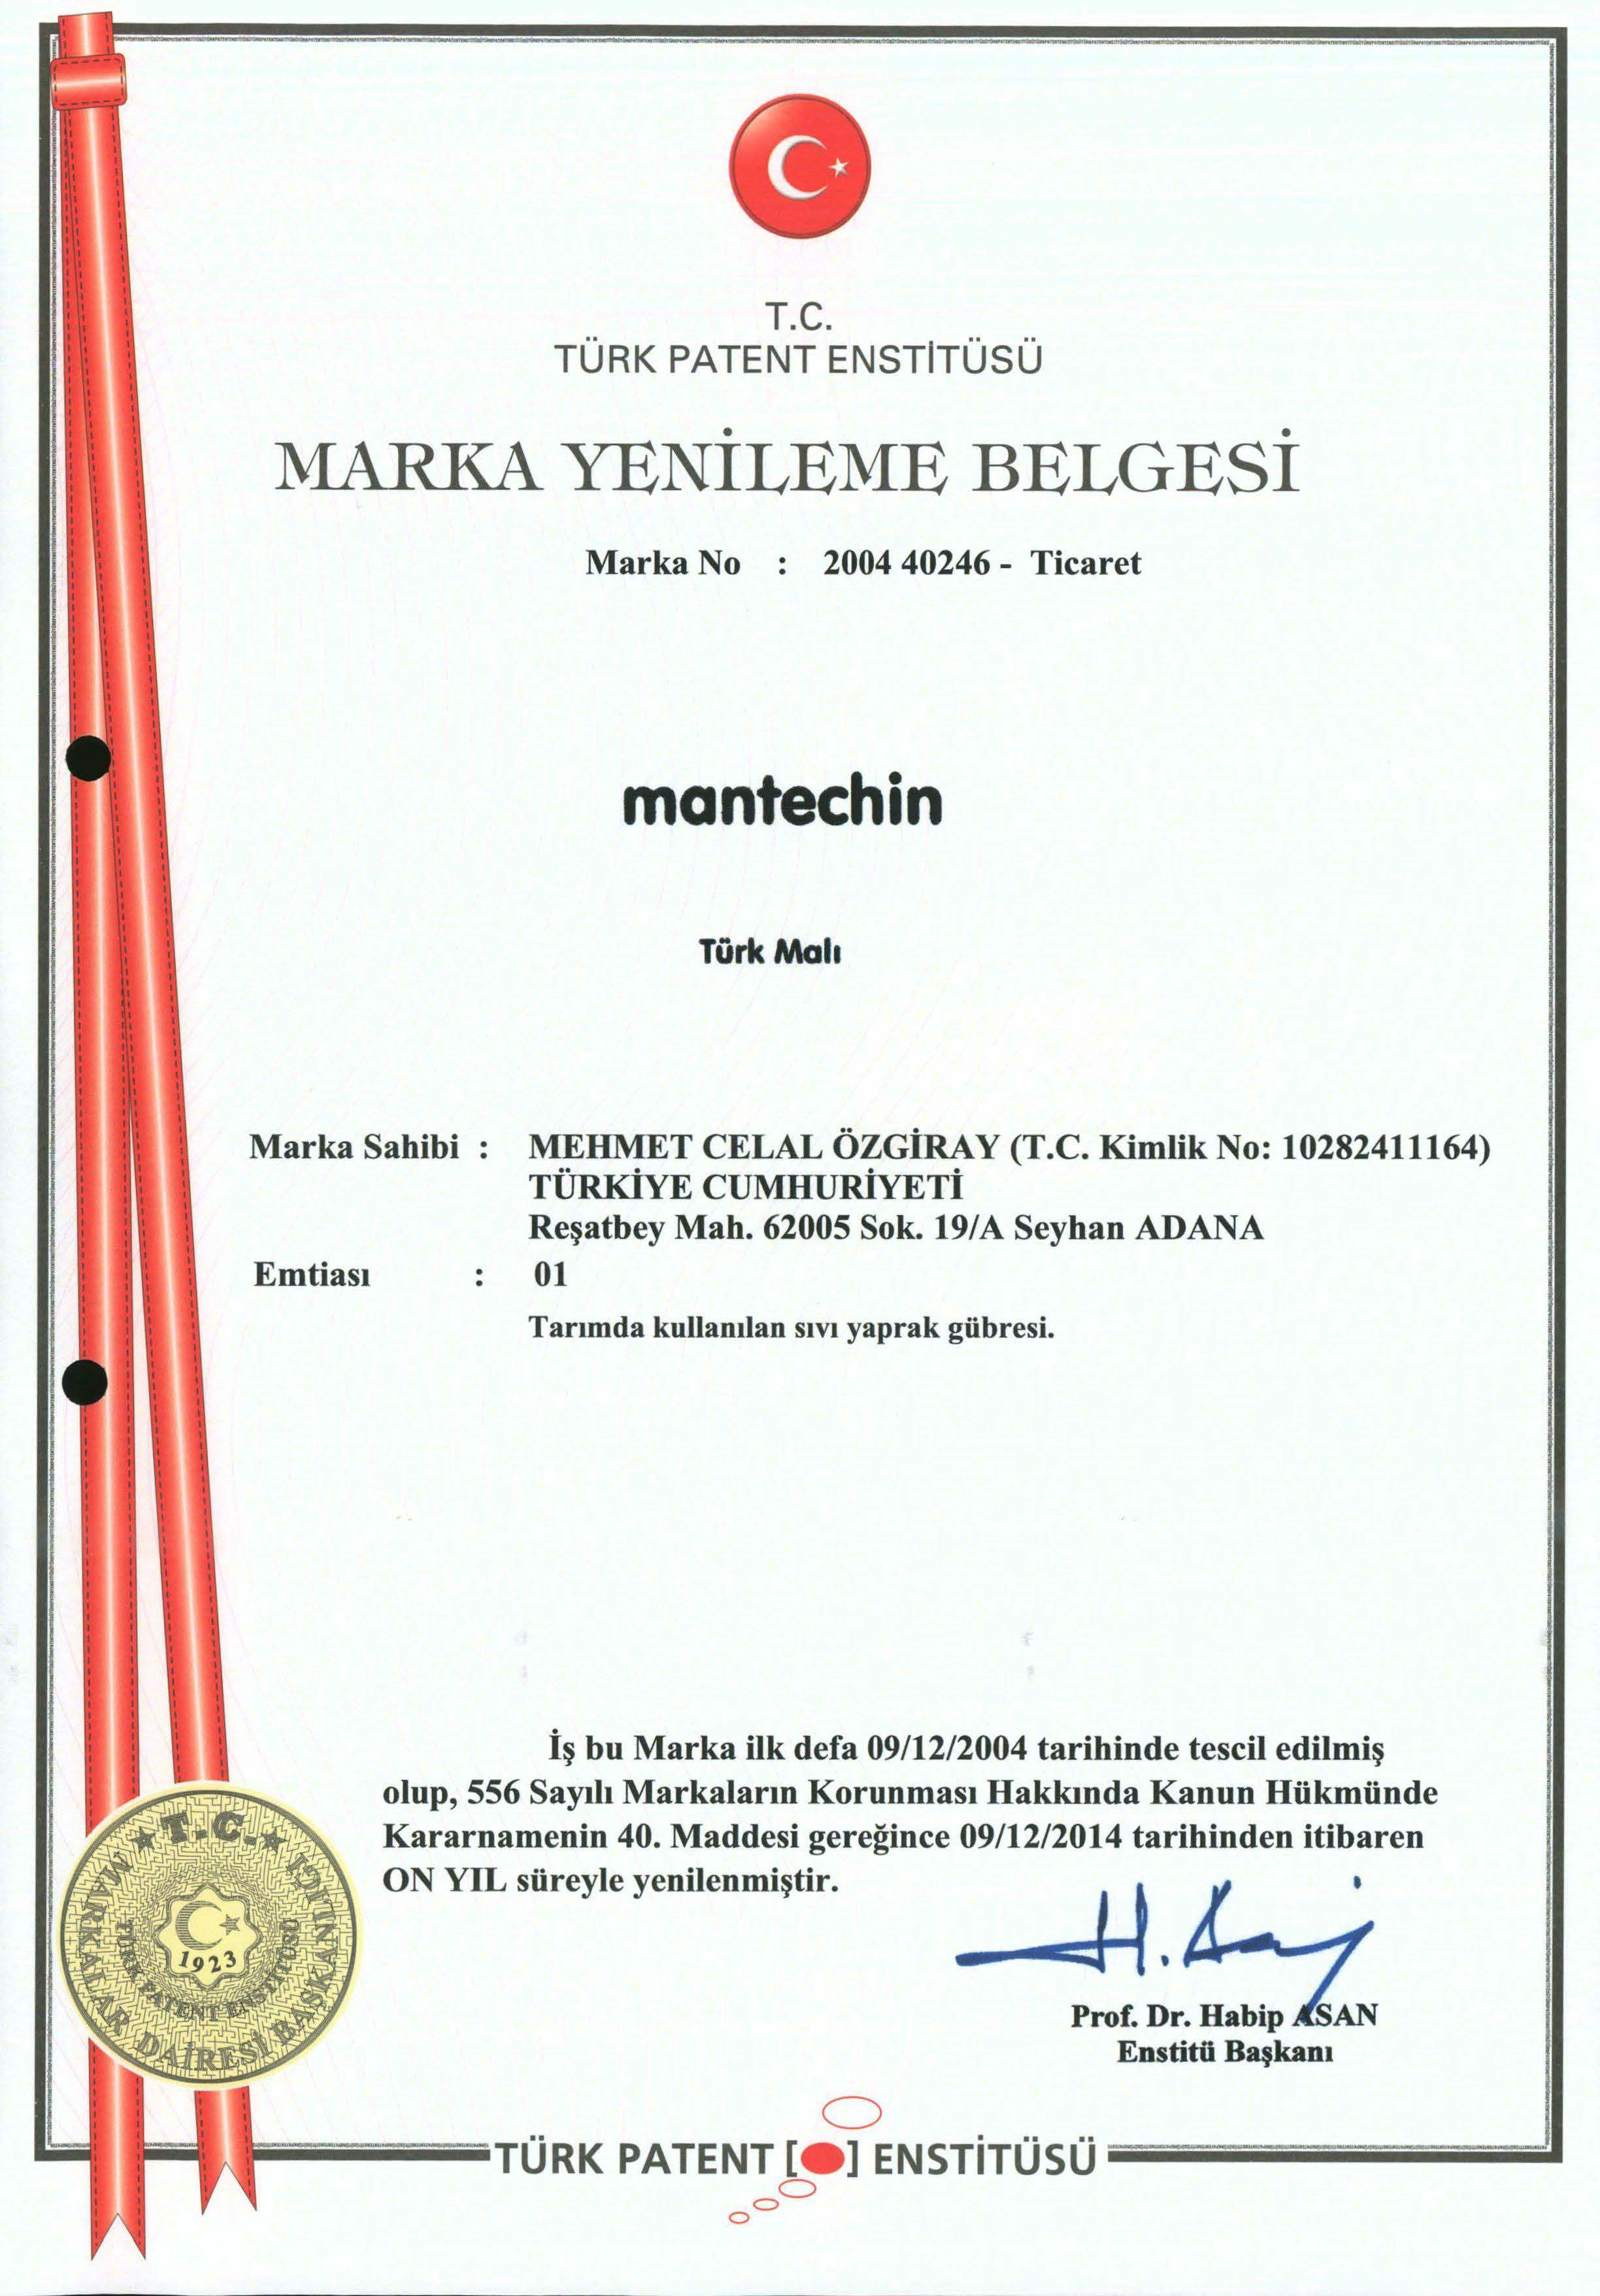 T.C.
TÜRK PATENT ENSTİTÜSÜ
MARKA YENİLEME BELGESİ
Marka No : 2004 40246 - Ticaret
mantechin
Türk Malı
Marka Sahibi : MEHMET CELAL ÖZGİRAY (T.C. Kimlik No: 10282411164)
TÜRKİYE CUMHURİYETİ
Reşatbey Mah. 62005 Sok. 19/A Seyhan ADANA
Emtiası : 01
Tarımda kullanılan sıvı yaprak gübresi.
İş bu Marka ilk defa 09/12/2004 tarihinde tescil edilmiş
olup, 556 Sayılı Markaların Korunması Hakkında Kanun Hükmünde
Kararnamenin 40. Maddesi gereğince 09/12/2014 tarihinden itibaren
ON YIL süreyle yenilenmiştir.
T.C.
MARKALAR DAİRESİ BAŞKANLIĞI
TÜRK PATENT ENSTİTÜSÜ
1923
Prof. Dr. Habip ASAN
Enstitü Başkanı
TÜRK PATENT [ ] ENSTİTÜSÜ